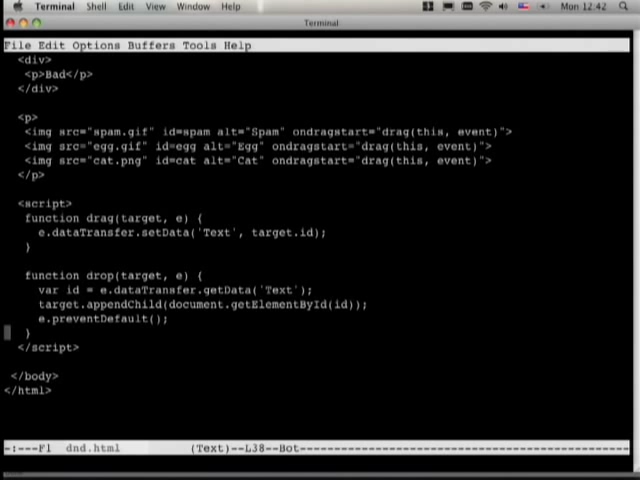 Terminal Shell Edit View Window Help Mon 12:42
Terminal
File Edit Options Buffers Tools Help
<div>
<p>Bad</p>
</div>
<p>
<img src="spam.gif" id=spam alt="Spam" ondragstart="drag(this, event)">
<img src="egg.gif" id=egg alt="Egg" ondragstart="drag(this, event)">
<img src="cat.png" id=cat alt="Cat" ondragstart="drag(this, event)">
</p>
<script>
function drag(target, e) {
e.dataTransfer.setData('Text', target.id);
}
function drop(target, e) {
var id = e.dataTransfer.getData('Text');
target.appendChild(document.getElementById(id));
e.preventDefault();
}
</script>
</body>
</html>
-:---F1 dnd.html (Text)--L38--Bot----------------------------------------------